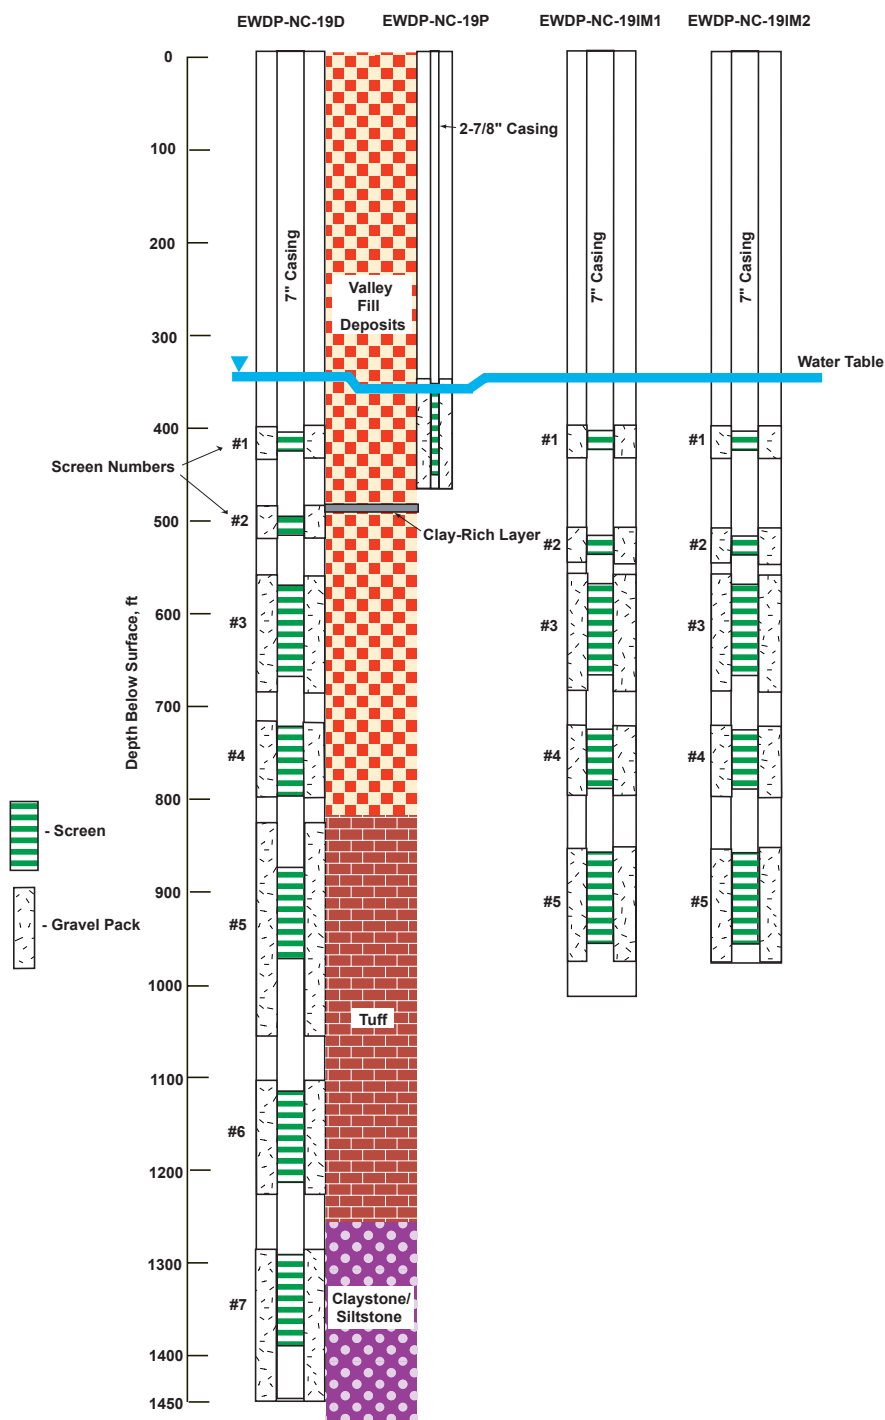 EWDP-NC-19D
EWDP-NC-19P
EWDP-NC-19IM1
EWDP-NC-19IM2
0
100
200
300
400
500
600
700
800
900
1000
1100
1200
1300
1400
1450
Depth Below Surface, ft
2-7/8" Casing
7" Casing
7" Casing
7" Casing
Valley
Fill
Deposits
Water Table
Screen Numbers
#1
#2
#3
#4
#5
#6
#7
Clay-Rich Layer
#1
#2
#3
#4
#5
#1
#2
#3
#4
#5
- Screen
- Gravel Pack
Tuff
Claystone/
Siltstone